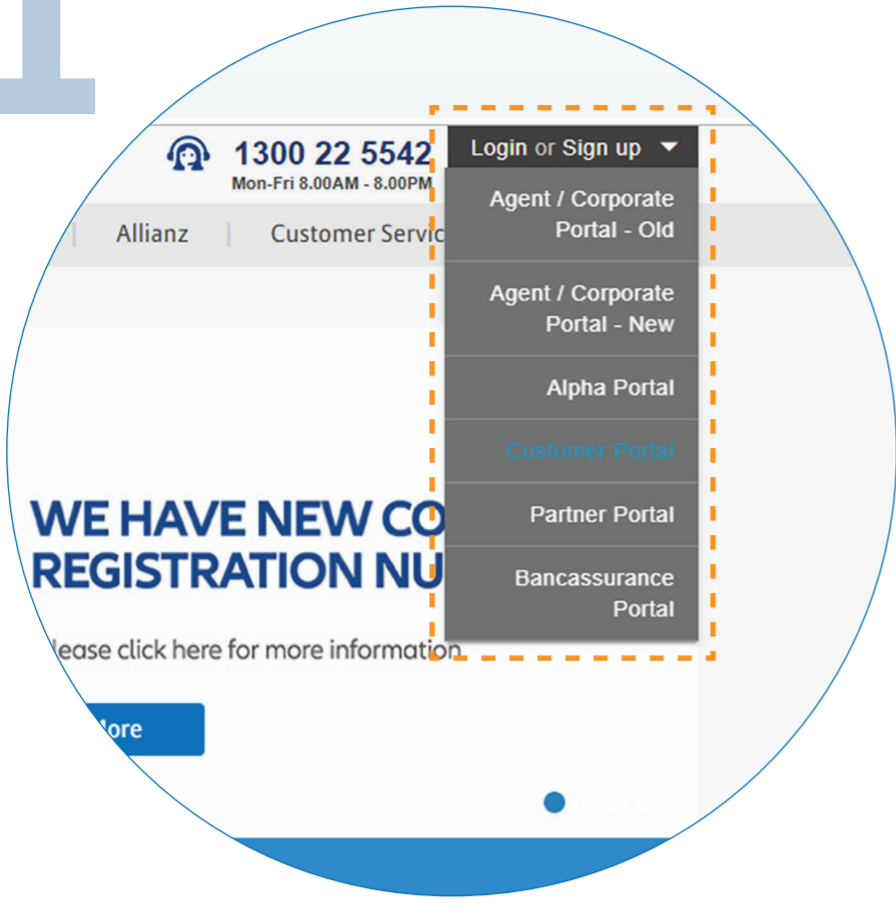 1
1300 22 5542
Mon-Fri 8.00AM - 8.00PM
Login or Sign up
Allianz
Customer Servic
Agent / Corporate
Portal - Old
Agent / Corporate
Portal - New
Alpha Portal
Customer Portal
Partner Portal
Bancassurance
Portal
WE HAVE NEW CO
REGISTRATION NU
lease click here for more information
ore